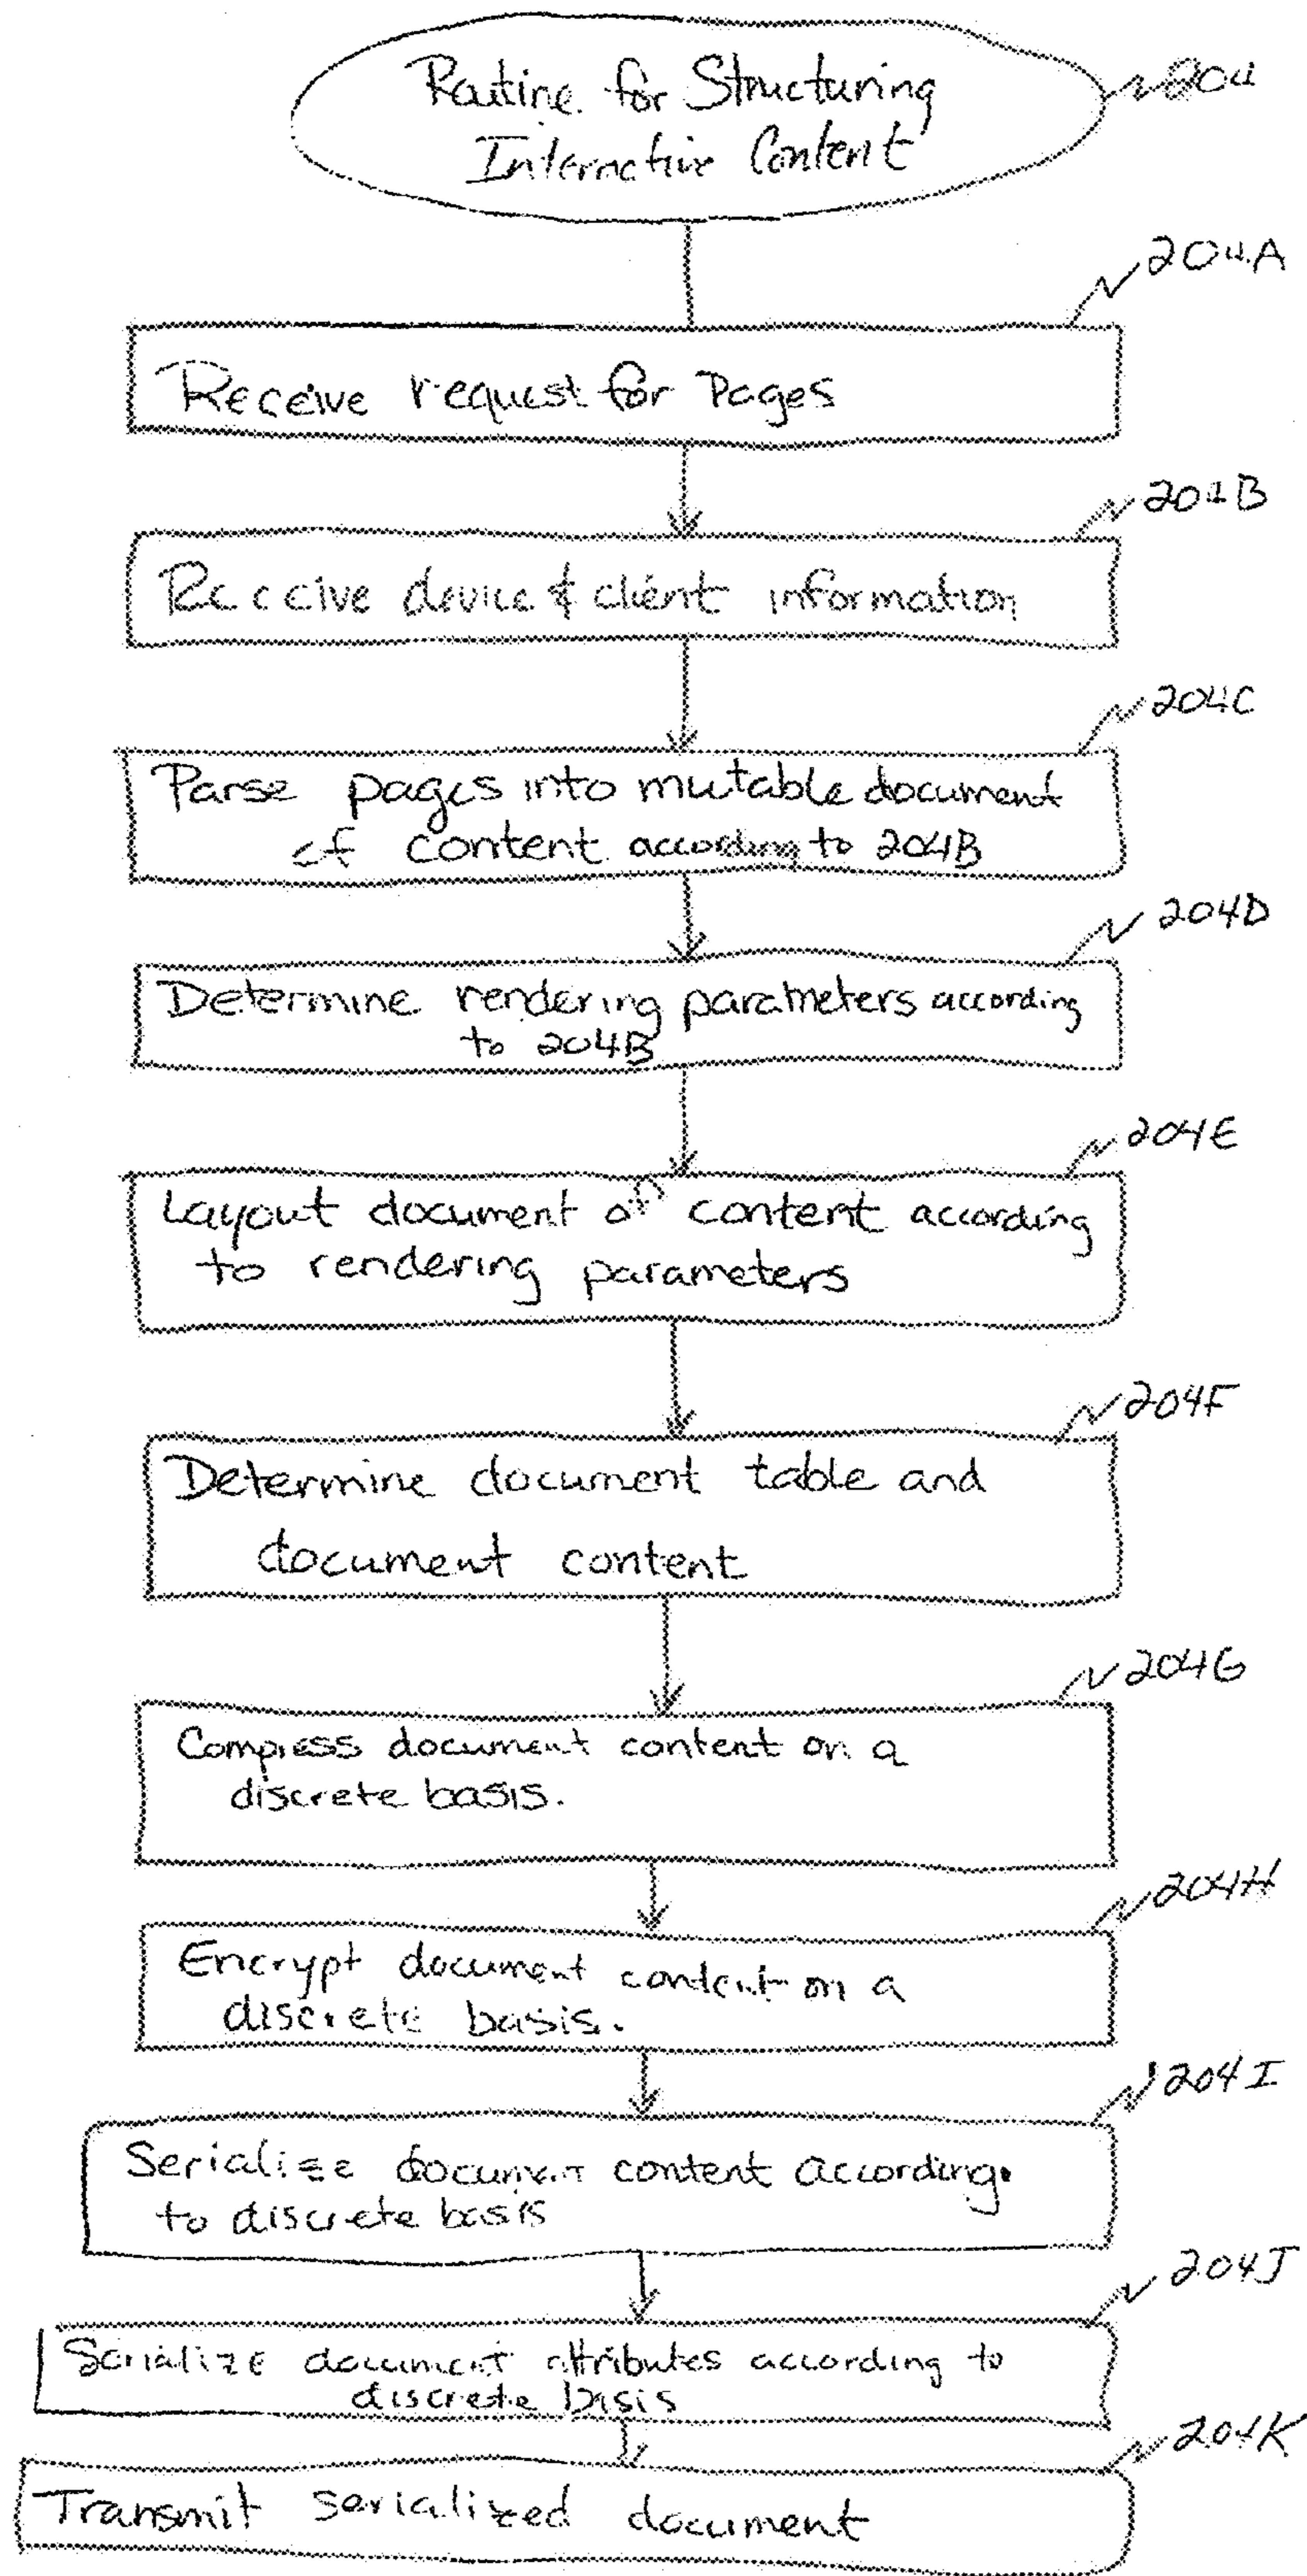 Routine for Structuring
Interactive Content
204
204A
Receive request for Pages
204B
Receive device & client information
204C
Parse pages into mutable document
of content according to 204B
204D
Determine rendering parameters according
to 204B
204E
Layout document of content according
to rendering parameters
204F
Determine document table and
document content
204G
Compress document content on a
discrete basis.
204H
Encrypt document content on a
discrete basis.
204I
Serialize document content according
to discrete basis
204J
Serialize document attributes according to
discrete basis
204K
Transmit serialized document